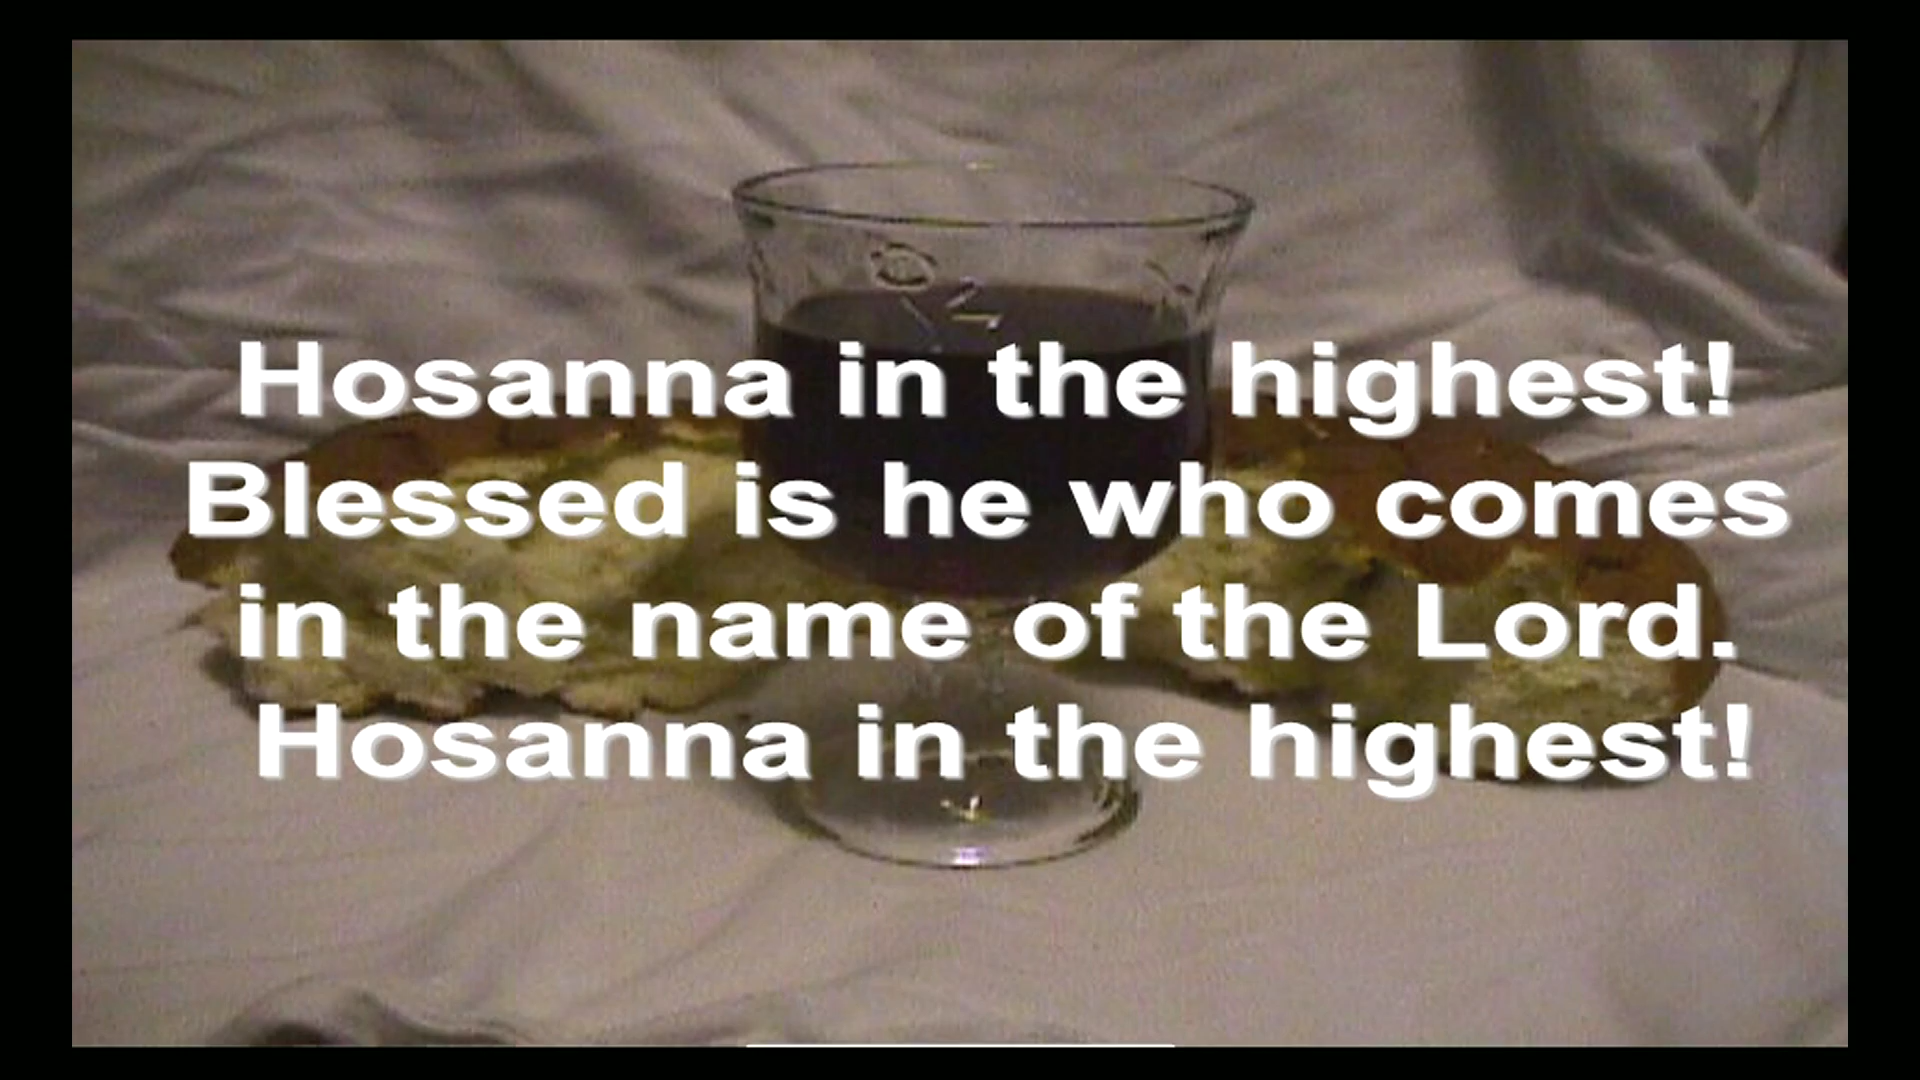 Hosanna in the highest!
Blessed is he who comes
in the name of the Lord.
Hosanna in the highest!